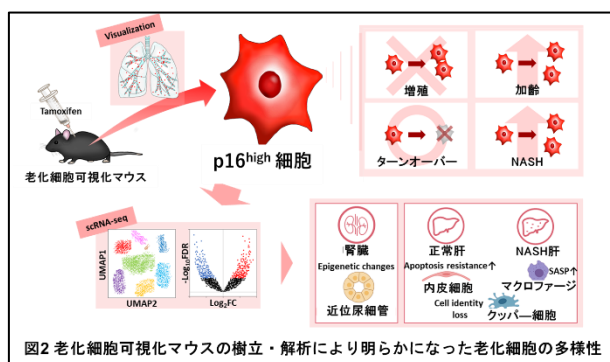 Visualization
Tamoxifen
老化細胞可視化マウス
p16high 細胞
増殖
加齢
ターンオーバー
NASH
scRNA-seq
UMAP1
UMAP2
-Log10FDR
Log2FC
腎臓
Epigenetic changes
近位尿細管
正常肝
Apoptosis resistance↑
内皮細胞
Cell identity
loss
クッパー細胞
NASH肝
SASP↑
マクロファージ
図2 老化細胞可視化マウスの樹立・解析により明らかになった老化細胞の多様性